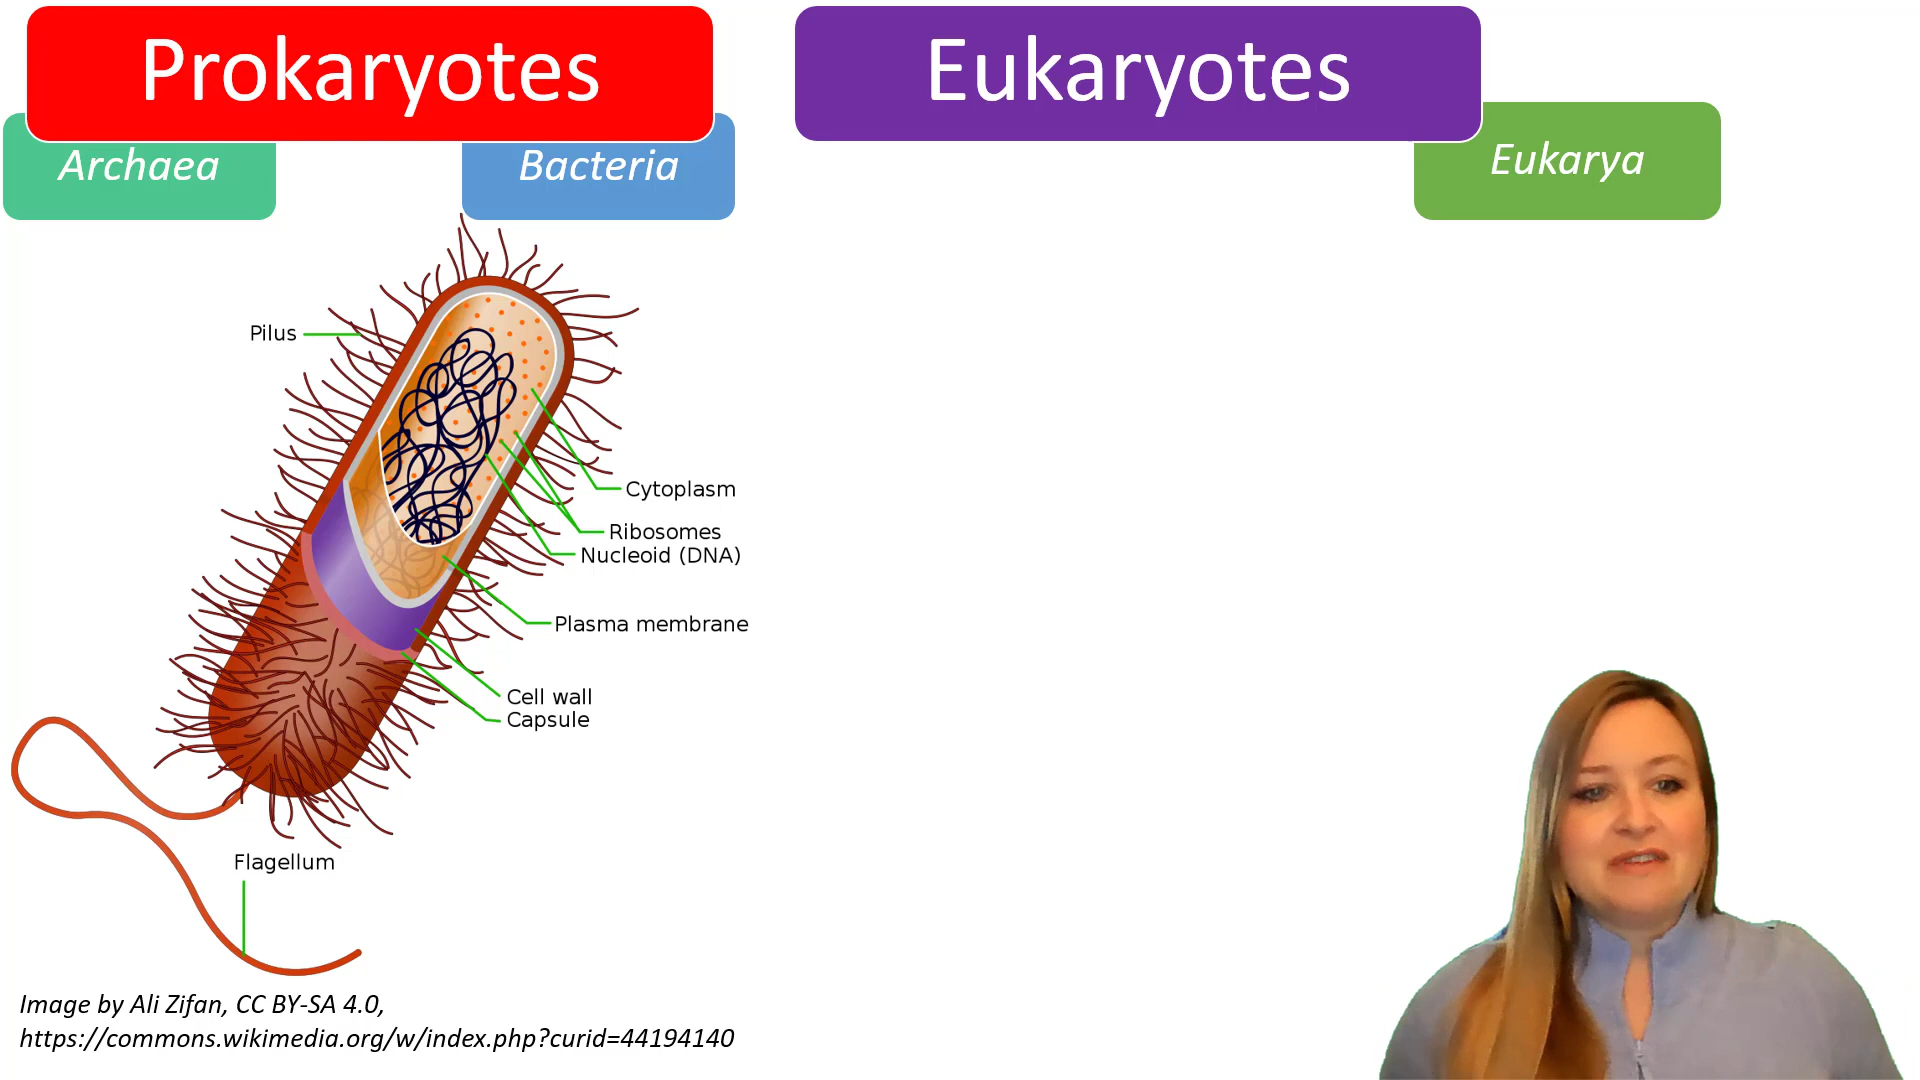 Prokaryotes
Eukaryotes
Archaea
Bacteria
Eukarya
Pilus
Cytoplasm
Ribosomes
Nucleoid (DNA)
Plasma membrane
Cell wall
Capsule
Flagellum
Image by Ali Zifan, CC BY-SA 4.0,
https://commons.wikimedia.org/w/index.php?curid=44194140